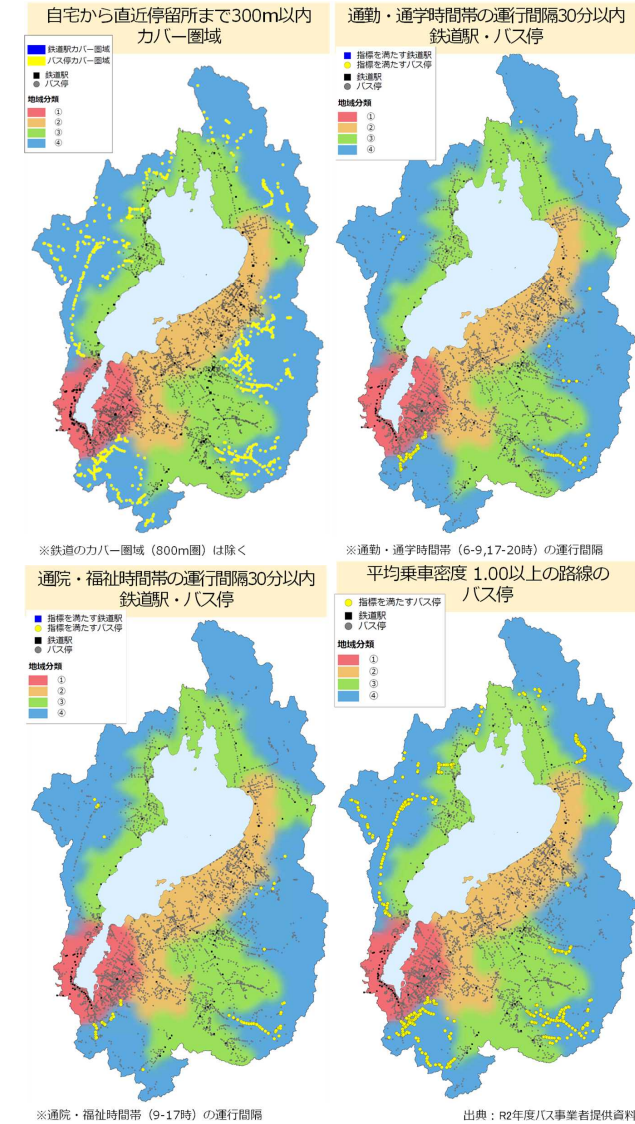 自宅から直近停留所まで300m以内
カバー圏域
鉄道駅カバー圏域
バス停カバー圏域
鉄道駅
バス停
地域分類
①
②
③
④
※鉄道のカバー圏域（800m圏）は除く
通勤・通学時間帯の運行間隔30分以内
鉄道駅・バス停
指標を満たす鉄道駅
指標を満たすバス停
鉄道駅
バス停
地域分類
①
②
③
④
※通勤・通学時間帯（6-9,17-20時）の運行間隔
通院・福祉時間帯の運行間隔30分以内
鉄道駅・バス停
指標を満たす鉄道駅
指標を満たすバス停
鉄道駅
バス停
地域分類
①
②
③
④
※通院・福祉時間帯（9-17時）の運行間隔
平均乗車密度 1.00以上の路線の
バス停
指標を満たすバス停
鉄道駅
バス停
地域分類
①
②
③
④
出典：R2年度バス事業者提供資料